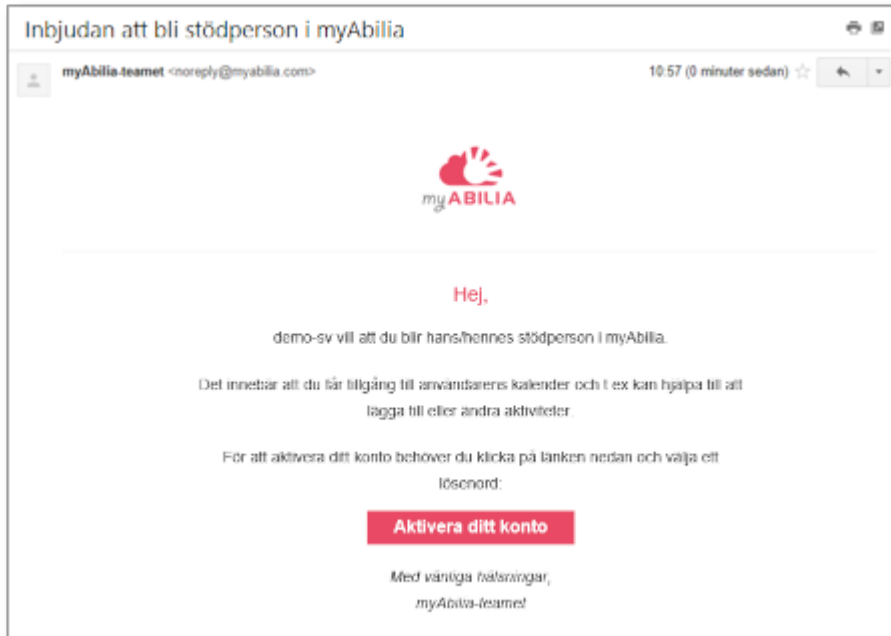 Inbjudan att bli stödperson i myAbilia
myAbilia-teamet <noreply@myabilia.com>
10:57 (0 minuter sedan)
myABILIA
Hej,
demo-sv vill att du blir hans/hennes stödperson i myAbilia.
Det innebär att du får tillgång till användarens kalender och t ex kan hjälpa till att
lägga till eller ändra aktiviteter.
För att aktivera ditt konto behöver du klicka på länken nedan och välja ett
lösenord:
Aktivera ditt konto
Med vänliga hälsningar,
myAbilia-teamet